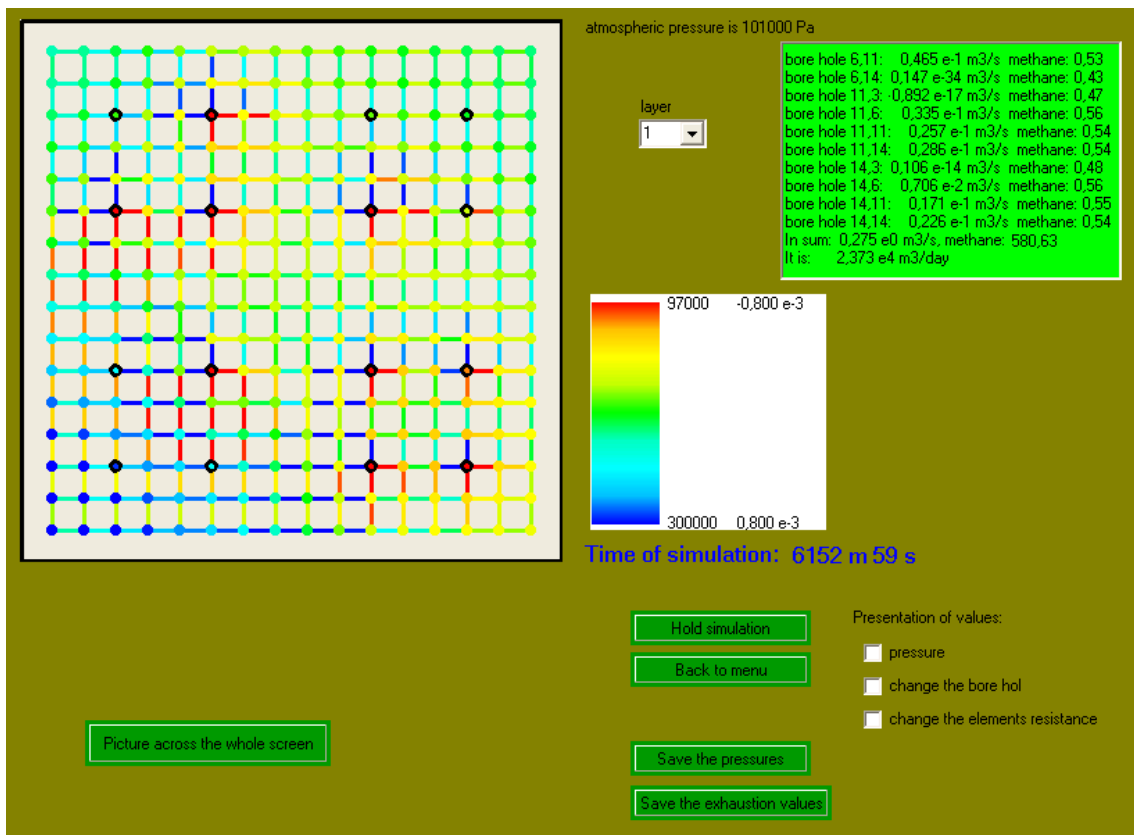 atmospheric pressure is 101000 Pa
bore hole 6,11: 0,465 e-1 m3/s methane: 0,53
bore hole 6,14: 0,147 e-34 m3/s methane: 0,43
bore hole 11,3: -0,892 e-17 m3/s methane: 0,47
bore hole 11,6: 0,335 e-1 m3/s methane: 0,56
bore hole 11,11: 0,257 e-1 m3/s methane: 0,54
bore hole 11,14: 0,286 e-1 m3/s methane: 0,54
bore hole 14,3: 0,106 e-14 m3/s methane: 0,48
bore hole 14,6: 0,706 e-2 m3/s methane: 0,56
bore hole 14,11: 0,171 e-1 m3/s methane: 0,55
bore hole 14,14: 0,226 e-1 m3/s methane: 0,54
In sum: 0,275 e0 m3/s, methane: 580,63
It is: 2,373 e4 m3/day
layer
1
97000 -0,800 e-3
300000 0,800 e-3
Time of simulation: 6152 m 59 s
Hold simulation
Back to menu
Presentation of values:
pressure
change the bore hol
change the elements resistance
Picture across the whole screen
Save the pressures
Save the exhaustion values